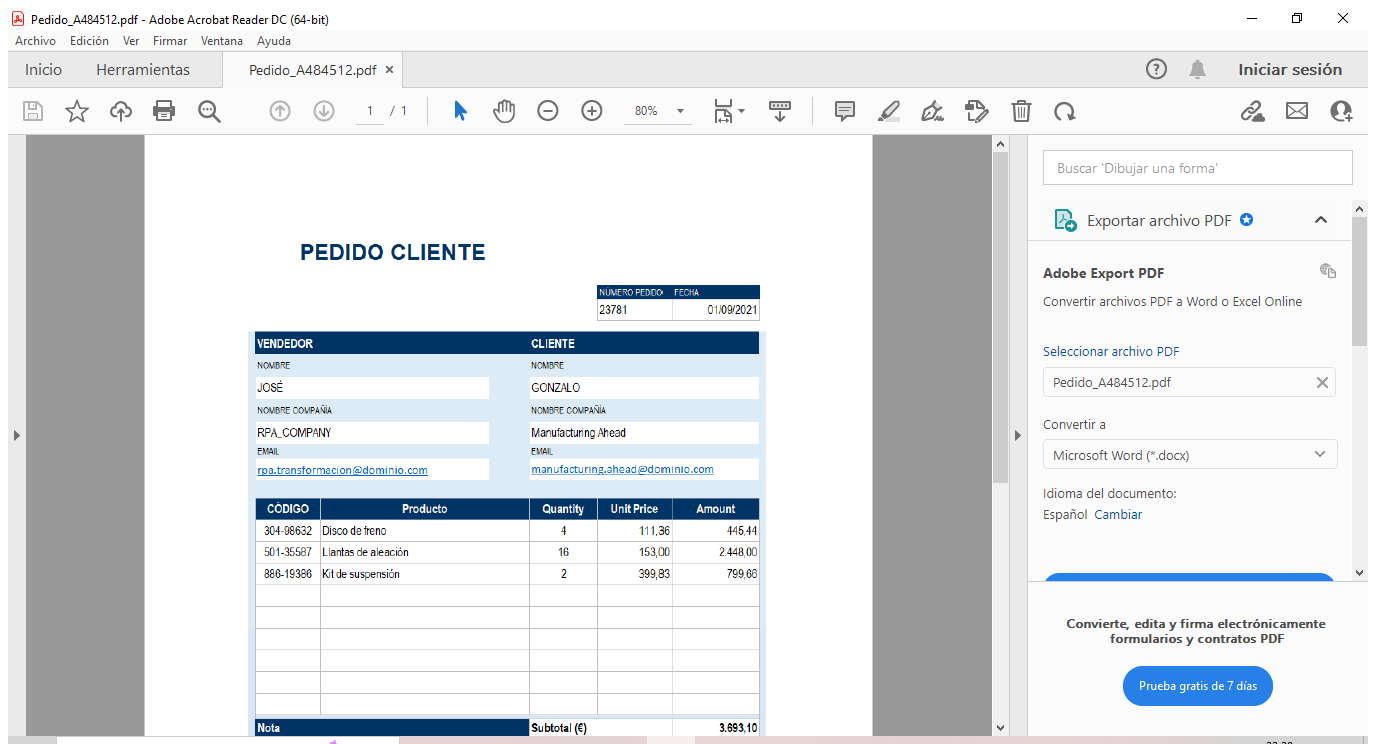 Pedido_A484512.pdf - Adobe Acrobat Reader DC (64-bit)
Archivo Edición Ver Firmar Ventana Ayuda
Inicio Herramientas Pedido_A484512.pdf × Iniciar sesión
1 / 1 80%
Buscar 'Dibujar una forma'
Exportar archivo PDF
Adobe Export PDF
Convertir archivos PDF a Word o Excel Online
Seleccionar archivo PDF
Pedido_A484512.pdf
Convertir a
Microsoft Word (*.docx)
Idioma del documento:
Español Cambiar
Convierte, edita y firma electrónicamente
formularios y contratos PDF
Prueba gratis de 7 días
PEDIDO CLIENTE
NUMERO PEDIDO FECHA
23781 01/09/2021
VENDEDOR CLIENTE
NOMBRE NOMBRE
JOSÉ GONZALO
NOMBRE COMPAÑÍA NOMBRE COMPAÑÍA
RPA_COMPANY Manufacturing Ahead
EMAIL EMAIL
rpa.transformacion@dominio.com manufacturing.ahead@dominio.com
CÓDIGO Producto Quantity Unit Price Amount
304-98632 Disco de freno 4 111,36 445,44
501-35587 Llantas de aleación 16 153,00 2.448,00
886-19386 Kit de suspensión 2 399,83 799,66
Nota Subtotal (€) 3.693,10